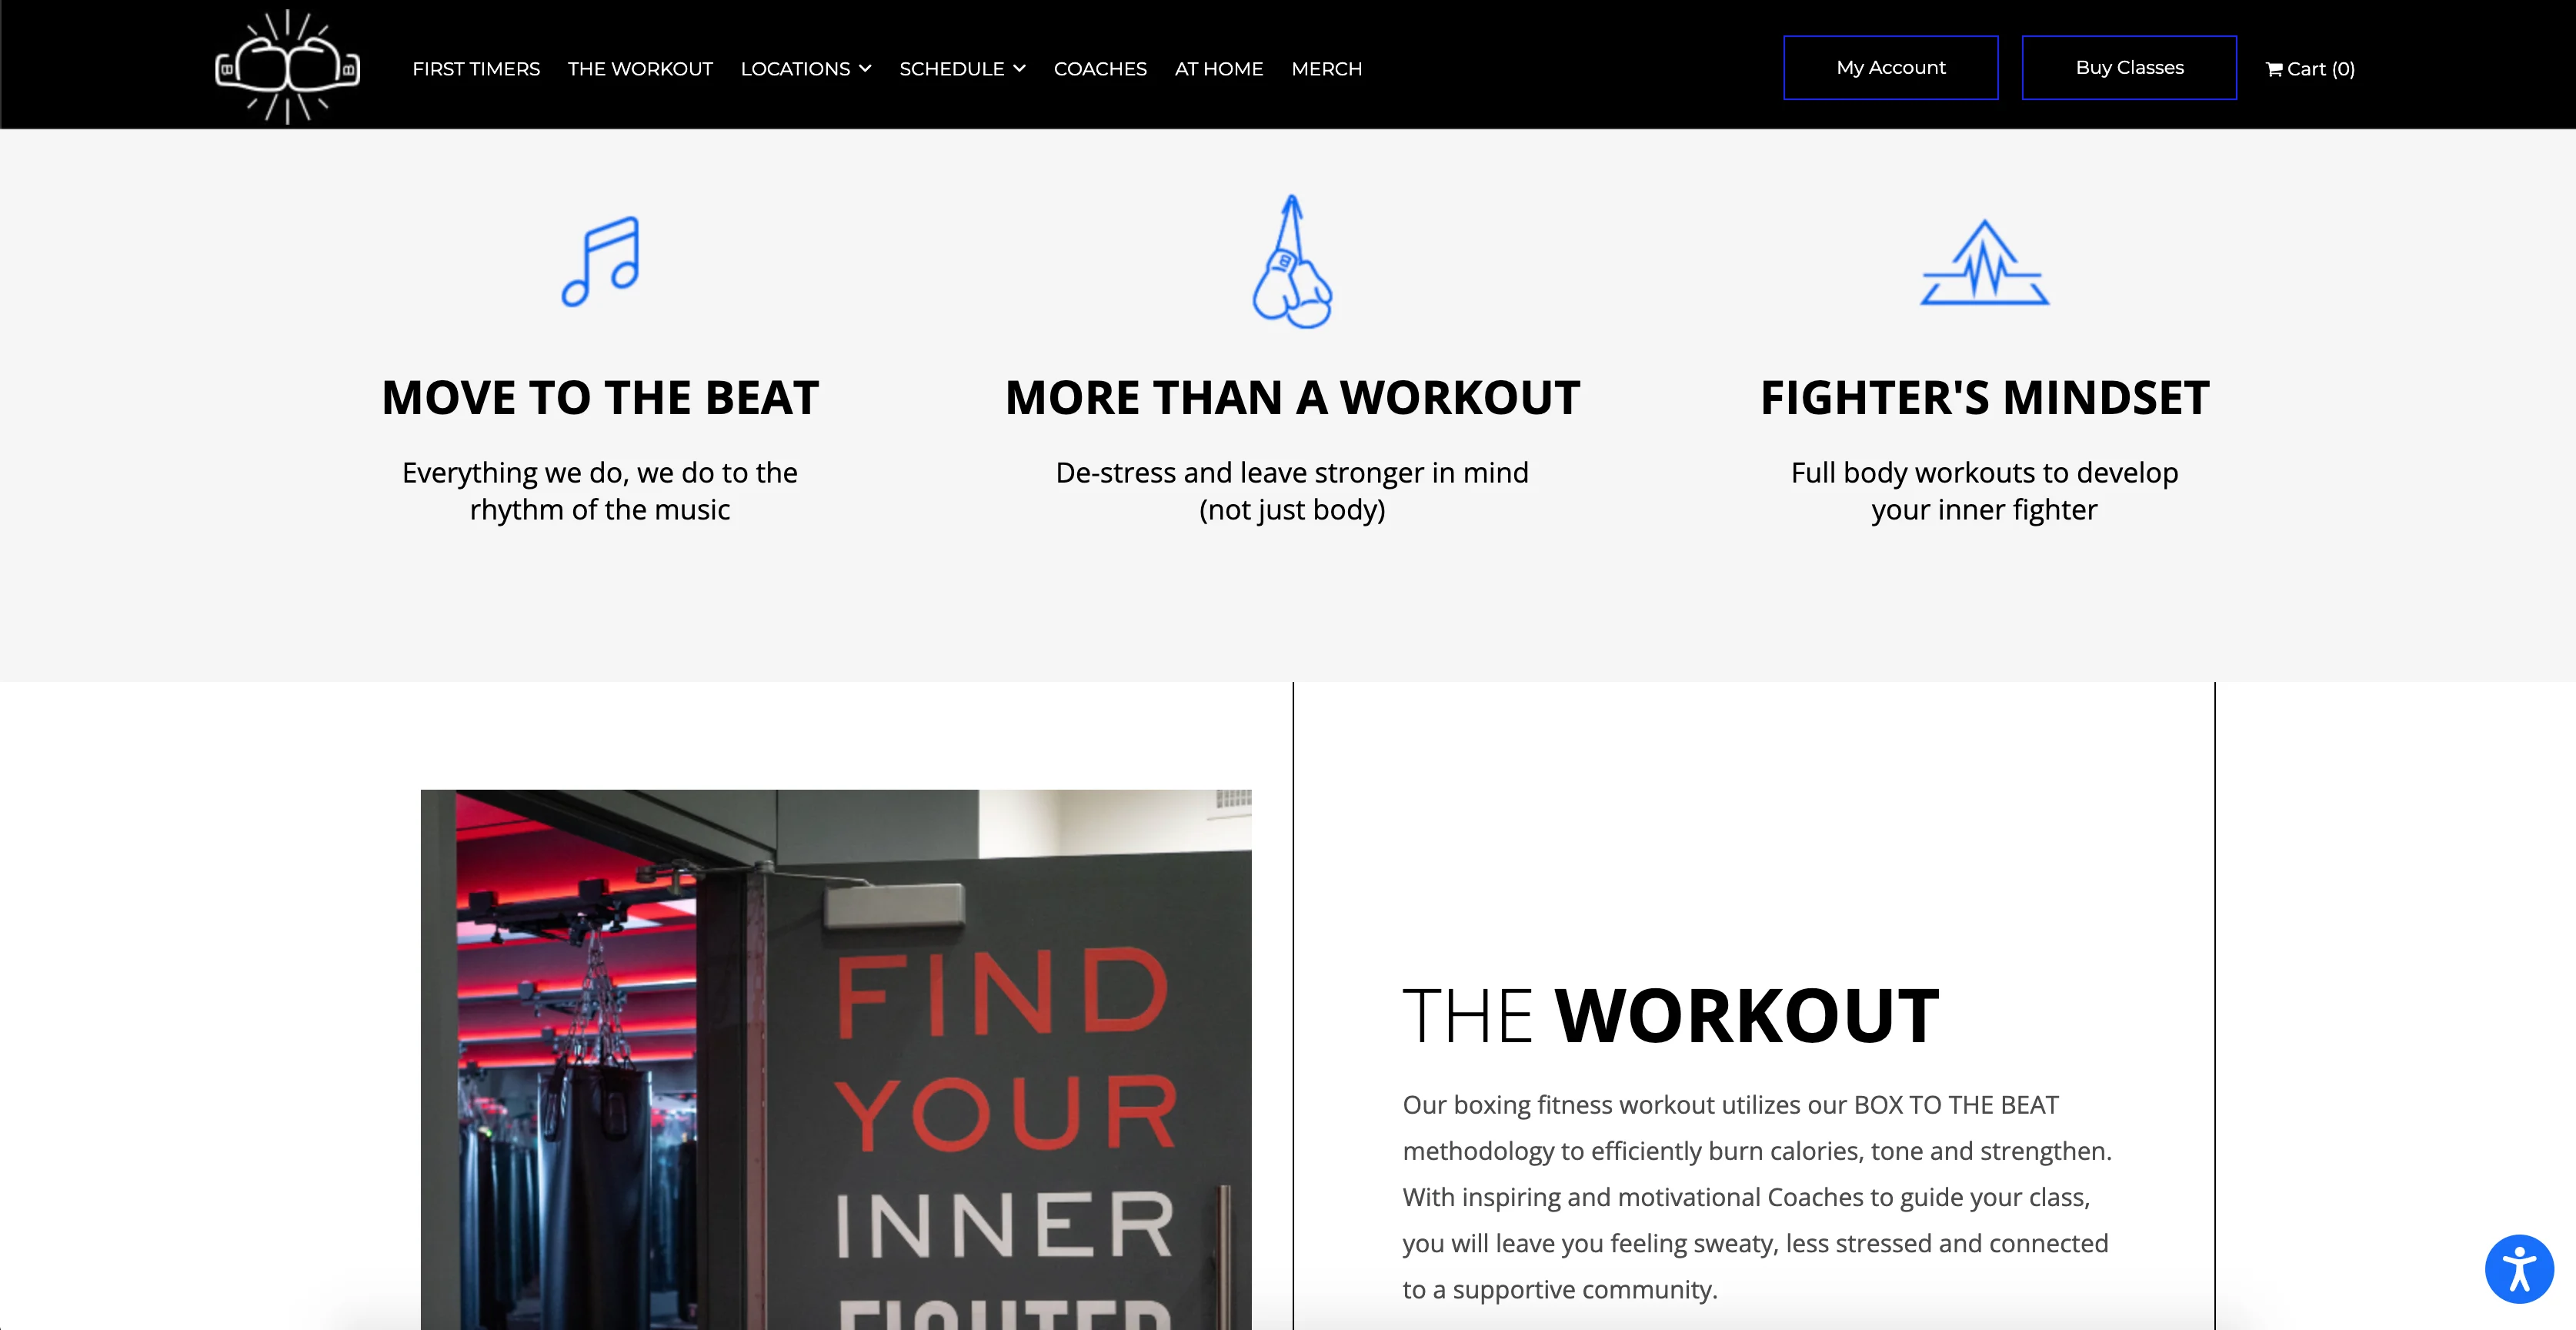 FIRST TIMERS THE WORKOUT LOCATIONS SCHEDULE COACHES AT HOME MERCH My Account Buy Classes Cart (0)
MOVE TO THE BEAT
Everything we do, we do to the
rhythm of the music
MORE THAN A WORKOUT
De-stress and leave stronger in mind
(not just body)
FIGHTER'S MINDSET
Full body workouts to develop
your inner fighter
FIND
YOUR
INNER
FIGHTER
THE WORKOUT
Our boxing fitness workout utilizes our BOX TO THE BEAT
methodology to efficiently burn calories, tone and strengthen.
With inspiring and motivational Coaches to guide your class,
you will leave you feeling sweaty, less stressed and connected
to a supportive community.